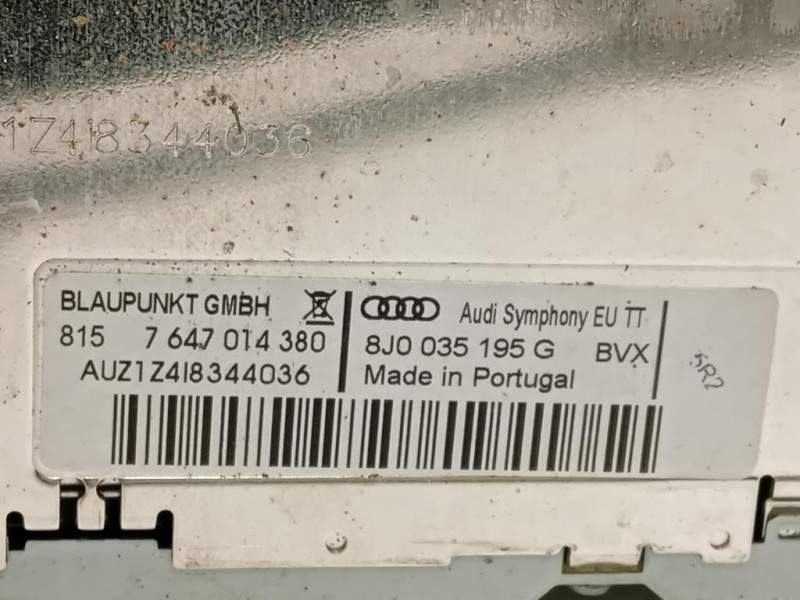 1Z4I8344036
BLAUPUNKT GMBH
815 7 647 014 380
AUZ1Z4I8344036
Audi Symphony EU TT
8J0 035 195 G BVX
Made in Portugal